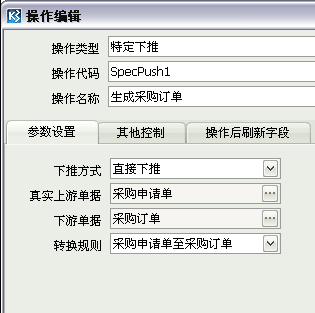 操作编辑
操作类型 特定下推
操作代码 SpecPush1
操作名称 生成采购订单
参数设置 其他控制 操作后刷新字段
下推方式 直接下推
真实上游单据 采购申请单
下游单据 采购订单
转换规则 采购申请单至采购订单